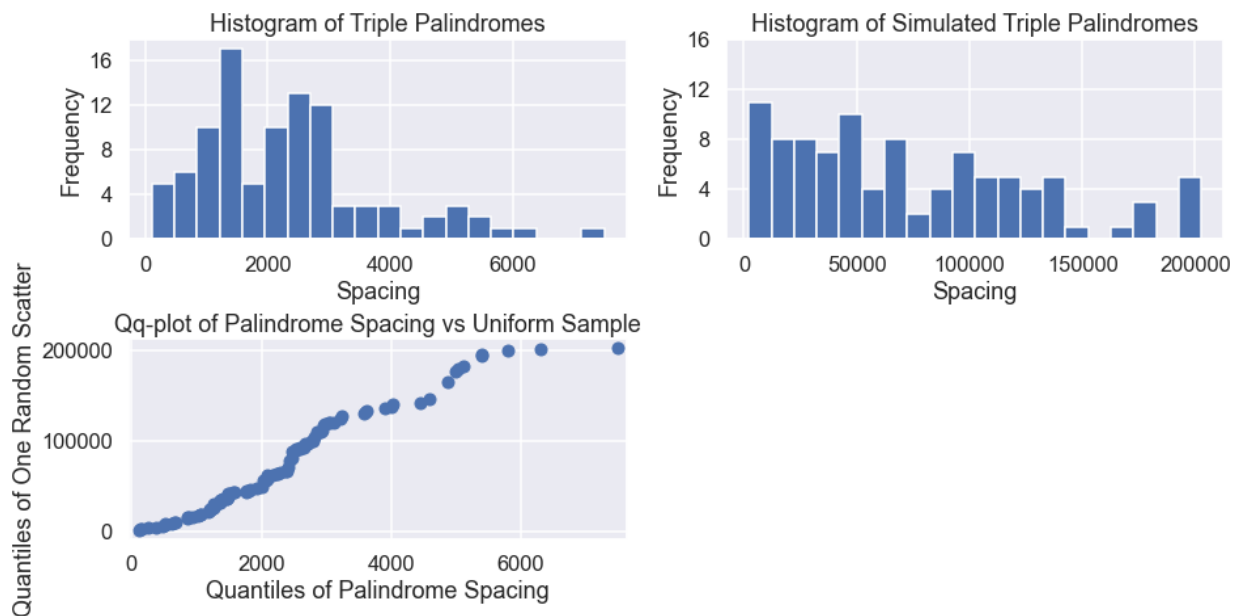 Histogram of Triple Palindromes
16
12
8
4
0
Frequency
0 2000 4000 6000
Spacing
Histogram of Simulated Triple Palindromes
16
12
8
4
0
Frequency
0 50000 100000 150000 200000
Spacing
Qq-plot of Palindrome Spacing vs Uniform Sample
200000
100000
0
Quantiles of One Random Scatter
0 2000 4000 6000
Quantiles of Palindrome Spacing